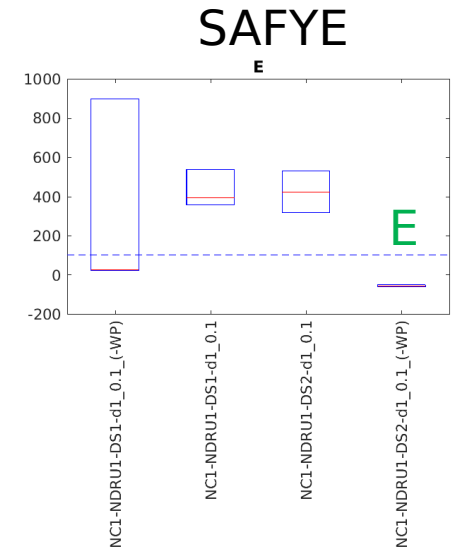 SAFYE
E
1000
800
600
400
200
0
-200
E
NC1-NDRU1-DS1-d1_0.1_(-WP)
NC1-NDRU1-DS1-d1_0.1
NC1-NDRU1-DS2-d1_0.1
NC1-NDRU1-DS2-d1_0.1_(-WP)